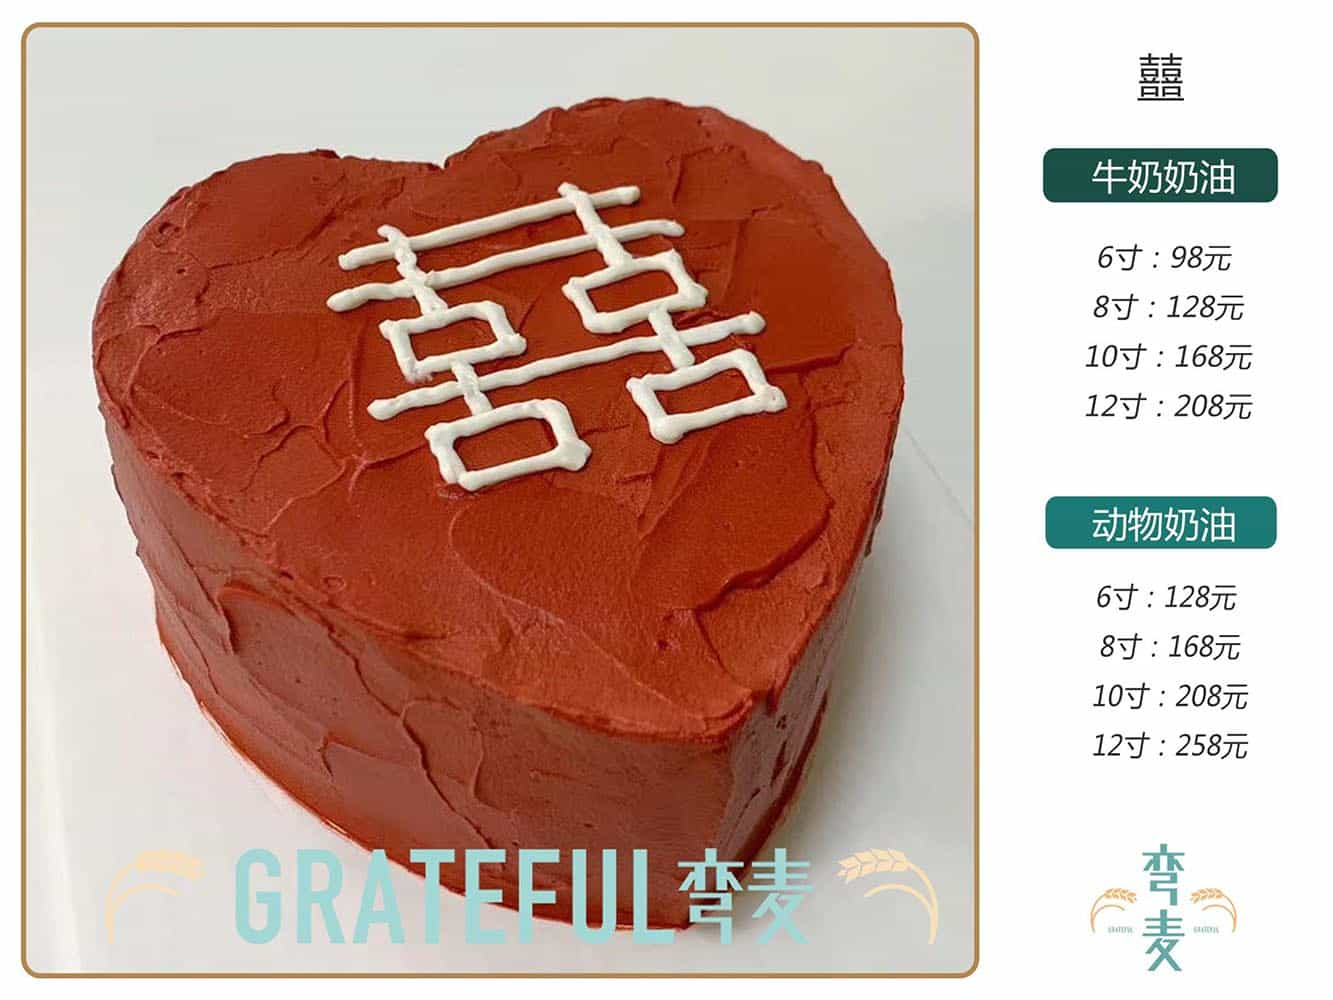 囍
GRATEFUL弯麦
囍
牛奶奶油
6寸：98元
8寸：128元
10寸：168元
12寸：208元
动物奶油
6寸：128元
8寸：168元
10寸：208元
12寸：258元
弯麦
GRATEFUL GRATEFUL